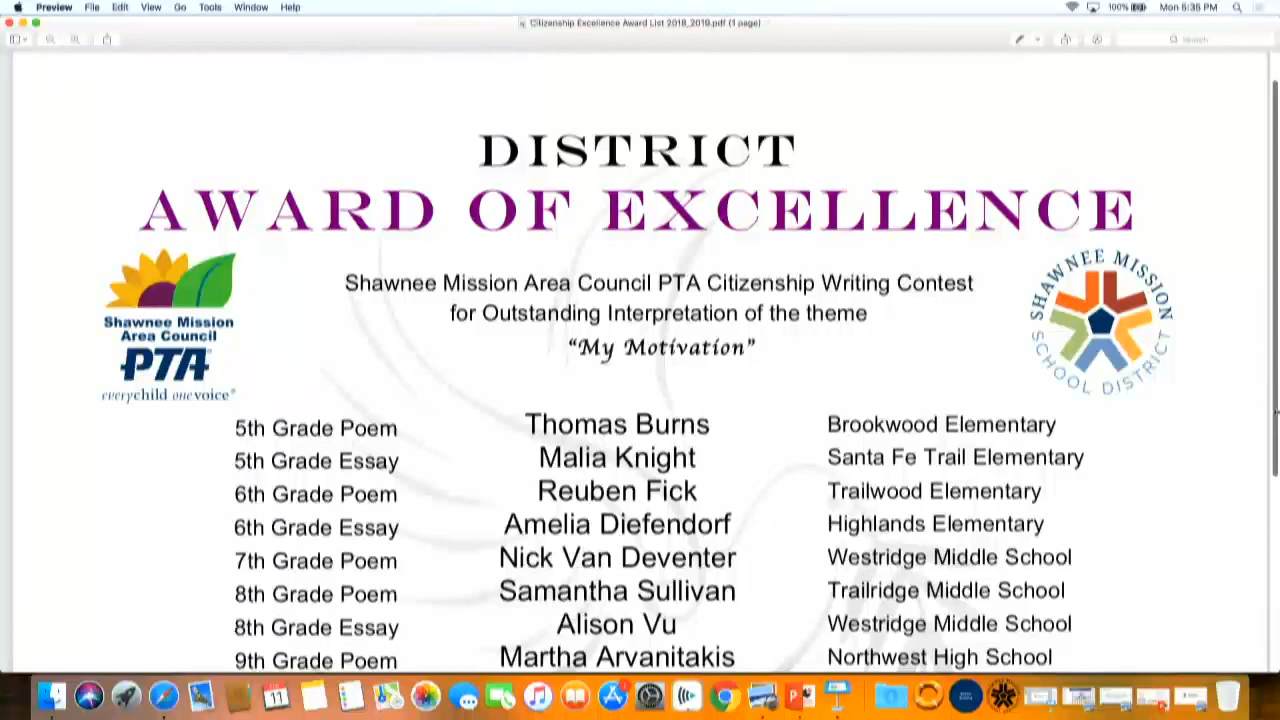 Preview File Edit View Go Tools Window Help 100% Mon 5:35 PM
Citizenship Excellence Award List 2018_2019.pdf (1 page)
Search
DISTRICT
AWARD OF EXCELLENCE
Shawnee Mission
Area Council
PTA
everychild onevoice®
SHAWNEE MISSION
SCHOOL DISTRICT
Shawnee Mission Area Council PTA Citizenship Writing Contest
for Outstanding Interpretation of the theme
“My Motivation”
5th Grade Poem Thomas Burns Brookwood Elementary
5th Grade Essay Malia Knight Santa Fe Trail Elementary
6th Grade Poem Reuben Fick Trailwood Elementary
6th Grade Essay Amelia Diefendorf Highlands Elementary
7th Grade Poem Nick Van Deventer Westridge Middle School
8th Grade Poem Samantha Sullivan Trailridge Middle School
8th Grade Essay Alison Vu Westridge Middle School
9th Grade Poem Martha Arvanitakis Northwest High School
11